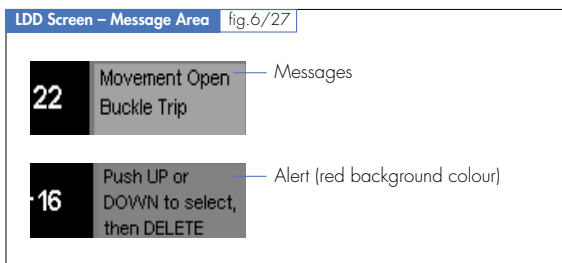 LDD Screen – Message Area fig.6/27
22
Movement Open
Buckle Trip
Messages
16
Push UP or
DOWN to select,
then DELETE
Alert (red background colour)